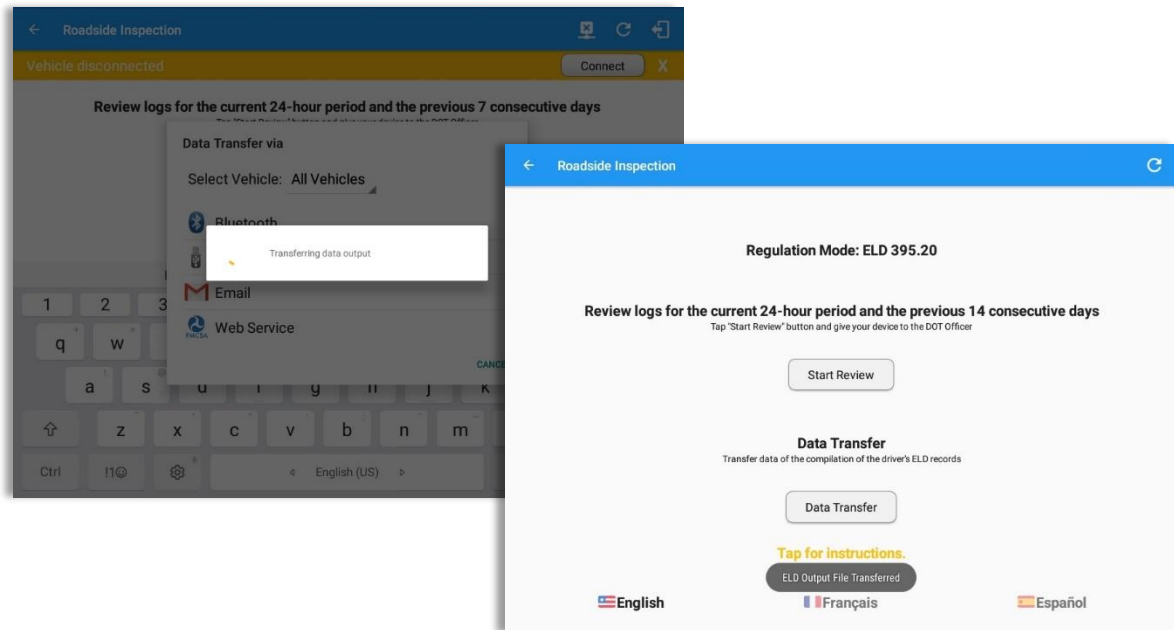 Roadside Inspection
Vehicle disconnected
Connect X
Review logs for the current 24-hour period and the previous 7 consecutive days
Data Transfer via
Select Vehicle: All Vehicles
Bluetooth
Transferring data output
Email
FMCSA
Web Service
1 2 3
q w
a s d f g h j k
z x c v b n m
Ctrl !1☺ English (US)
Roadside Inspection
Regulation Mode: ELD 395.20
Review logs for the current 24-hour period and the previous 14 consecutive days
Tap "Start Review" button and give your device to the DOT Officer
Start Review
Data Transfer
Transfer data of the compilation of the driver's ELD records
Data Transfer
Tap for instructions.
ELD Output File Transferred
English Français Español